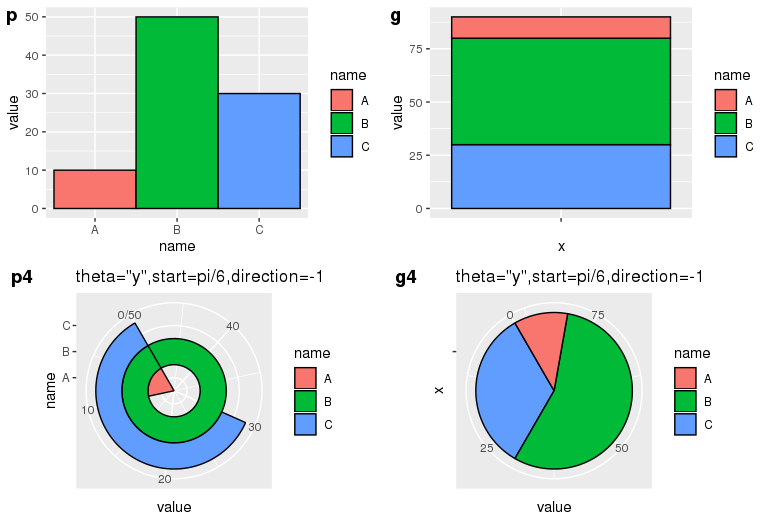 p
value
50
40
30
20
10
0
A B C
name
name
A
B
C
g
value
75
50
25
0
x
name
A
B
C
p4
theta="y",start=pi/6,direction=-1
name
C
B
A
0/50
40
10
30
20
value
name
A
B
C
g4
theta="y",start=pi/6,direction=-1
x
0
75
25
50
value
name
A
B
C